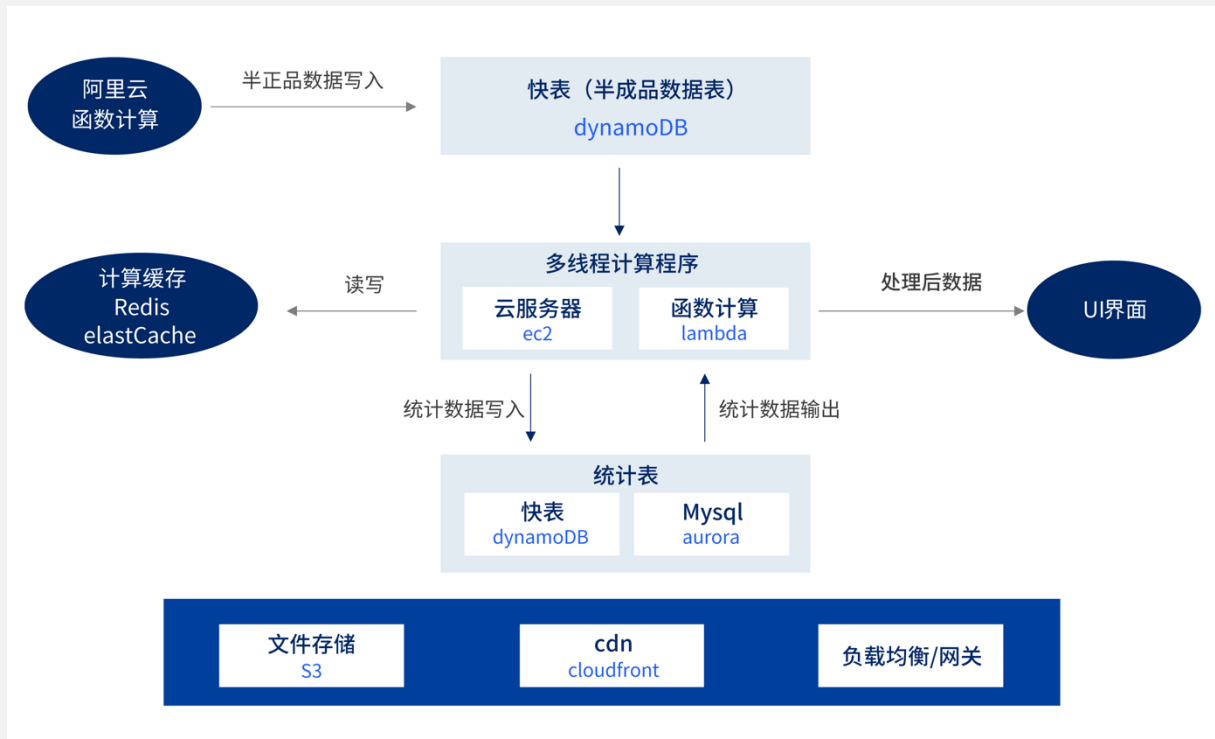 阿里云
函数计算
半正品数据写入
快表（半成品数据表）
dynamoDB
计算缓存
Redis
elastCache
读写
多线程计算程序
云服务器
ec2
函数计算
lambda
处理后数据
UI界面
统计数据写入
统计数据输出
统计表
快表
dynamoDB
Mysql
aurora
文件存储
S3
cdn
cloudfront
负载均衡/网关